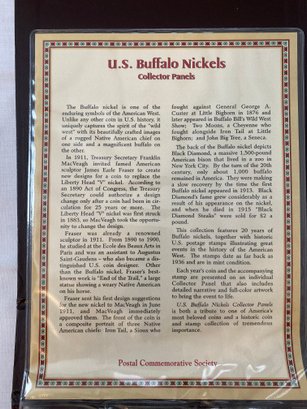 U.S. Buffalo Nickels
Collector Panels
The Buffalo nickel is one of the
enduring symbols of the American West.
Unlike any other coin in U.S. history, it
uniquely captures the spirit of the "wild
west" with its beautifully crafted images
of a rugged Native American chief on
one side and a magnificent buffalo on
the other.
In 1911, Treasury Secretary Franklin
MacVeagh invited famed American
sculptor James Earle Fraser to create
new designs for a coin to replace the
Liberty Head "V" nickel. According to
an 1890 Act of Congress, the Treasury
Secretary could authorize a design
change only after a coin had been in cir-
culation for 25 years or more. The
Liberty Head "V" nickel was first struck
in 1883, so MacVeagh took the opportu-
nity to change the design.
Fraser was already a renowned
sculptor in 1911. From 1890 to 1900,
he studied at the Ecole des Beaux Arts in
Paris and was an assistant to Augustus
Saint-Gaudens – who also became a dis-
tinguished U.S. coin designer. Other
than the Buffalo nickel, Fraser's best-
known work is "End of the Trail," a large
statue showing a weary Native American
on his horse.
Fraser sent his first design suggestions
for the new nickel to MacVeagh in June
1911, and MacVeagh immediately
approved them. The front of the coin is
a composite portrait of three Native
American chiefs: Iron Tail, a Sioux who
fought against General George A.
Custer at Little Bighorn in 1876 and
later appeared in Buffalo Bill's Wild West
Show; Two Moons, a Cheyenne who
fought alongside Iron Tail at Little
Bighorn; and John Big Tree, a Seneca.
The back of the Buffalo nickel depicts
Black Diamond, a massive 1,500-pound
American bison that lived in a zoo in
New York City. By the turn of the 20th
century, only about 1,000 buffalo
remained in America. They were making
a slow recovery by the time the first
Buffalo nickel appeared in 1913. Black
Diamond's fame grew considerably as a
result of his appearance on the nickel.
But when he died in 1915 "Black
Diamond Steaks" were sold for $2 a
pound.
This collection features 20 years of
Buffalo nickels, together with historic
U.S. postage stamps illustrating great
events in the history of the American
West. The stamps date as far back as
1936 and are in mint condition.
Each year's coin and the accompanying
stamp are presented on an individual
Collector Panel that also includes
detailed narrative and full-color artwork
to bring the event to life.
U.S. Buffalo Nickels Collector Panels
is both a tribute to one of America's
most beloved coins and a historic coin
and stamp collection of tremendous
importance.
Postal Commemorative Society